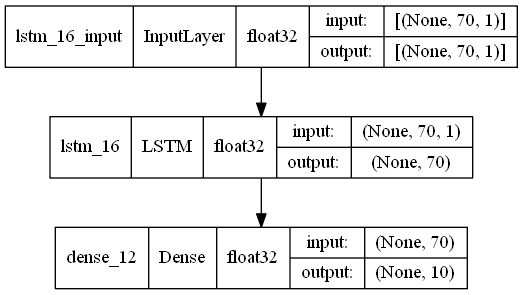 lstm_16_input InputLayer float32 input: [(None, 70, 1)]
output: [(None, 70, 1)]
lstm_16 LSTM float32 input: (None, 70, 1)
output: (None, 70)
dense_12 Dense float32 input: (None, 70)
output: (None, 10)